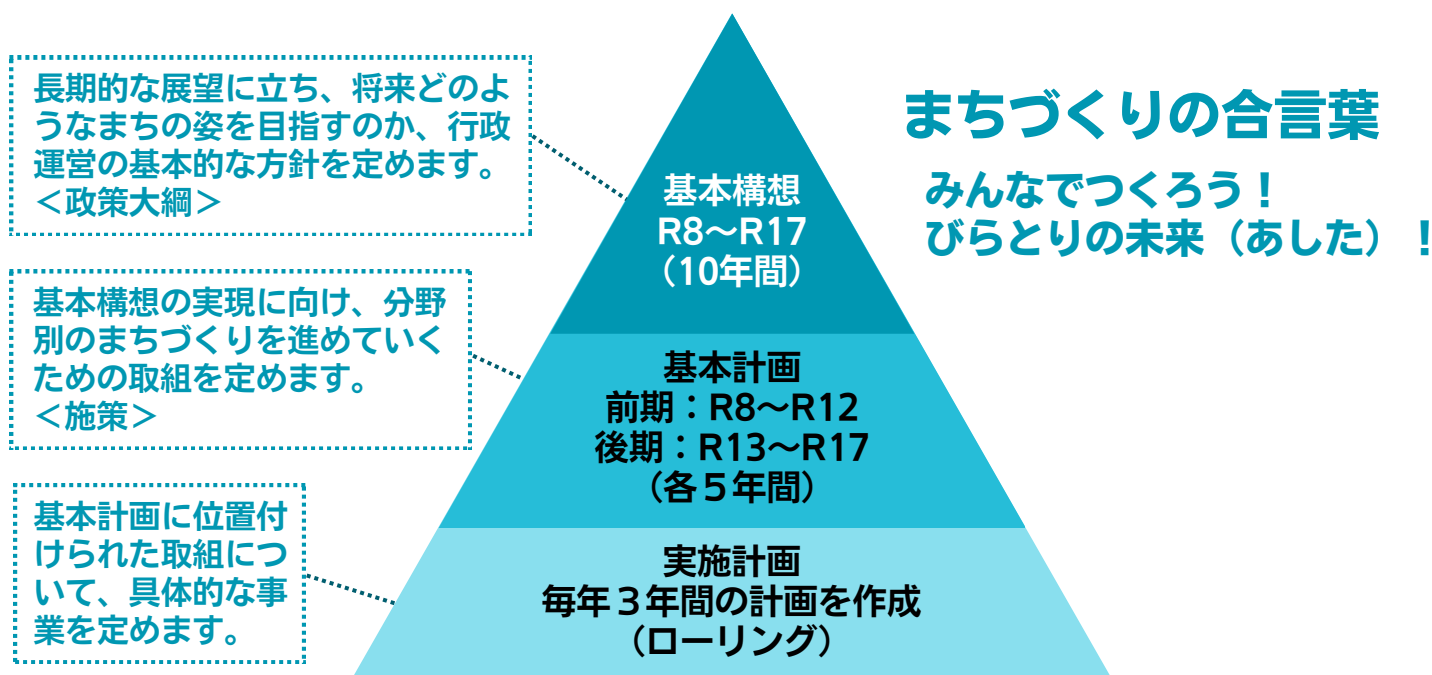 長期的な展望に立ち、将来どのよ
うなまちの姿を目指すのか、行政
運営の基本的な方針を定めます。
＜政策大綱＞
基本構想
R8～R17
（10年間）
まちづくりの合言葉
みんなでつくろう！
びらとりの未来（あした）！
基本構想の実現に向け、分野
別のまちづくりを進めていく
ための取組を定めます。
＜施策＞
基本計画
前期：R8～R12
後期：R13～R17
（各５年間）
基本計画に位置付
けられた取組につ
いて、具体的な事
業を定めます。
実施計画
毎年３年間の計画を作成
（ローリング）